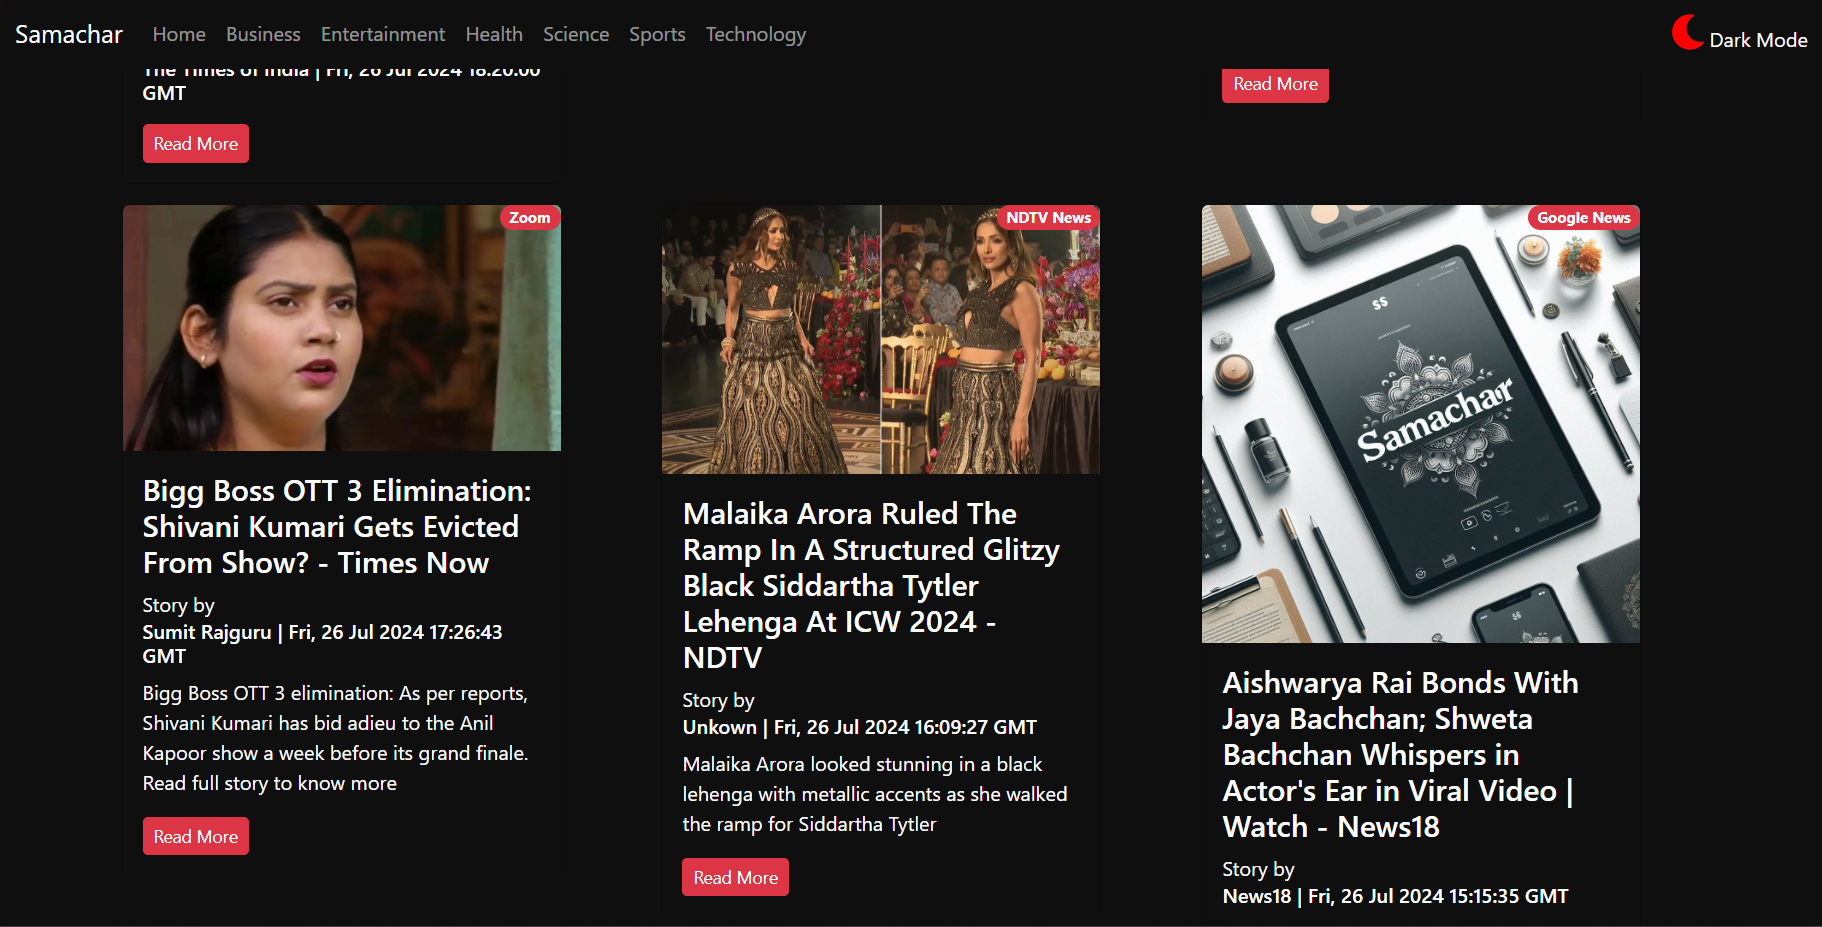 Samachar Home Business Entertainment Health Science Sports Technology Dark Mode
The Times of India | Fri, 26 Jul 2024 18:20:00
GMT
Read More
Read More
Zoom
Bigg Boss OTT 3 Elimination:
Shivani Kumari Gets Evicted
From Show? - Times Now
Story by
Sumit Rajguru | Fri, 26 Jul 2024 17:26:43
GMT
Bigg Boss OTT 3 elimination: As per reports,
Shivani Kumari has bid adieu to the Anil
Kapoor show a week before its grand finale.
Read full story to know more
Read More
NDTV News
Malaika Arora Ruled The
Ramp In A Structured Glitzy
Black Siddartha Tytler
Lehenga At ICW 2024 -
NDTV
Story by
Unkown | Fri, 26 Jul 2024 16:09:27 GMT
Malaika Arora looked stunning in a black
lehenga with metallic accents as she walked
the ramp for Siddartha Tytler
Read More
Google News
Samachar
Aishwarya Rai Bonds With
Jaya Bachchan; Shweta
Bachchan Whispers in
Actor's Ear in Viral Video |
Watch - News18
Story by
News18 | Fri, 26 Jul 2024 15:15:35 GMT